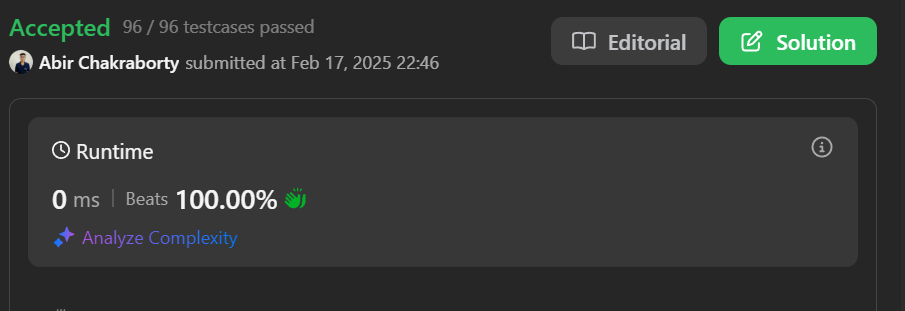 Accepted 96 / 96 testcases passed
Editorial
Solution
Abir Chakraborty submitted at Feb 17, 2025 22:46
Runtime
0 ms | Beats 100.00%
Analyze Complexity